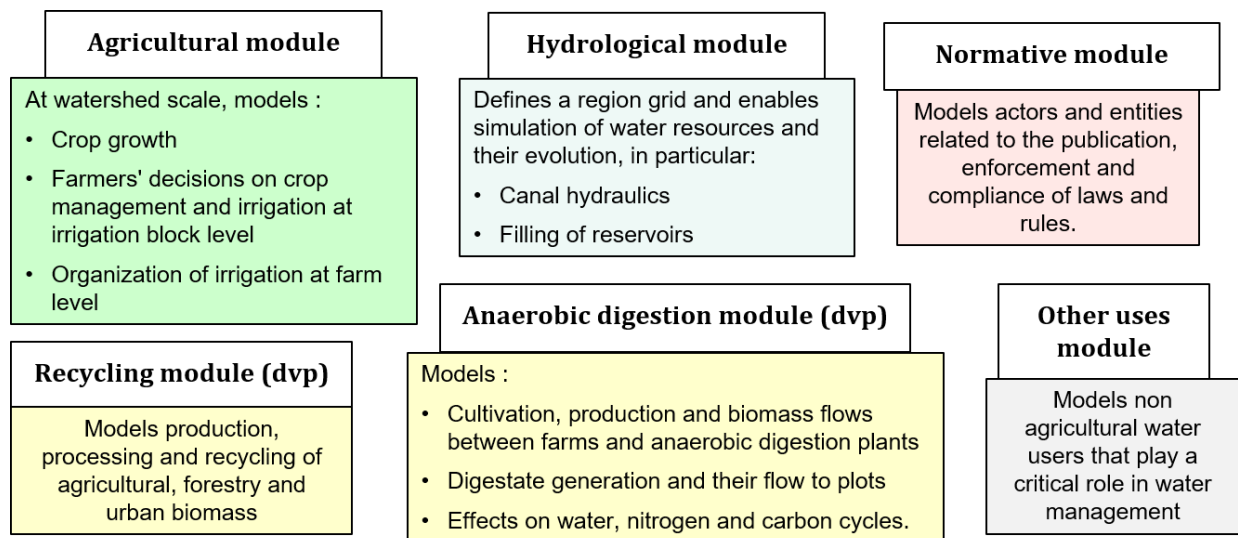 Agricultural module
At watershed scale, models :
• Crop growth
• Farmers' decisions on crop
management and irrigation at
irrigation block level
• Organization of irrigation at farm
level
Hydrological module
Defines a region grid and enables
simulation of water resources and
their evolution, in particular:
• Canal hydraulics
• Filling of reservoirs
Normative module
Models actors and entities
related to the publication,
enforcement and
compliance of laws and
rules.
Recycling module (dvp)
Models production,
processing and recycling of
agricultural, forestry and
urban biomass
Anaerobic digestion module (dvp)
Models :
• Cultivation, production and biomass flows
between farms and anaerobic digestion plants
• Digestate generation and their flow to plots
• Effects on water, nitrogen and carbon cycles.
Other uses
module
Models non
agricultural water
users that play a
critical role in water
management